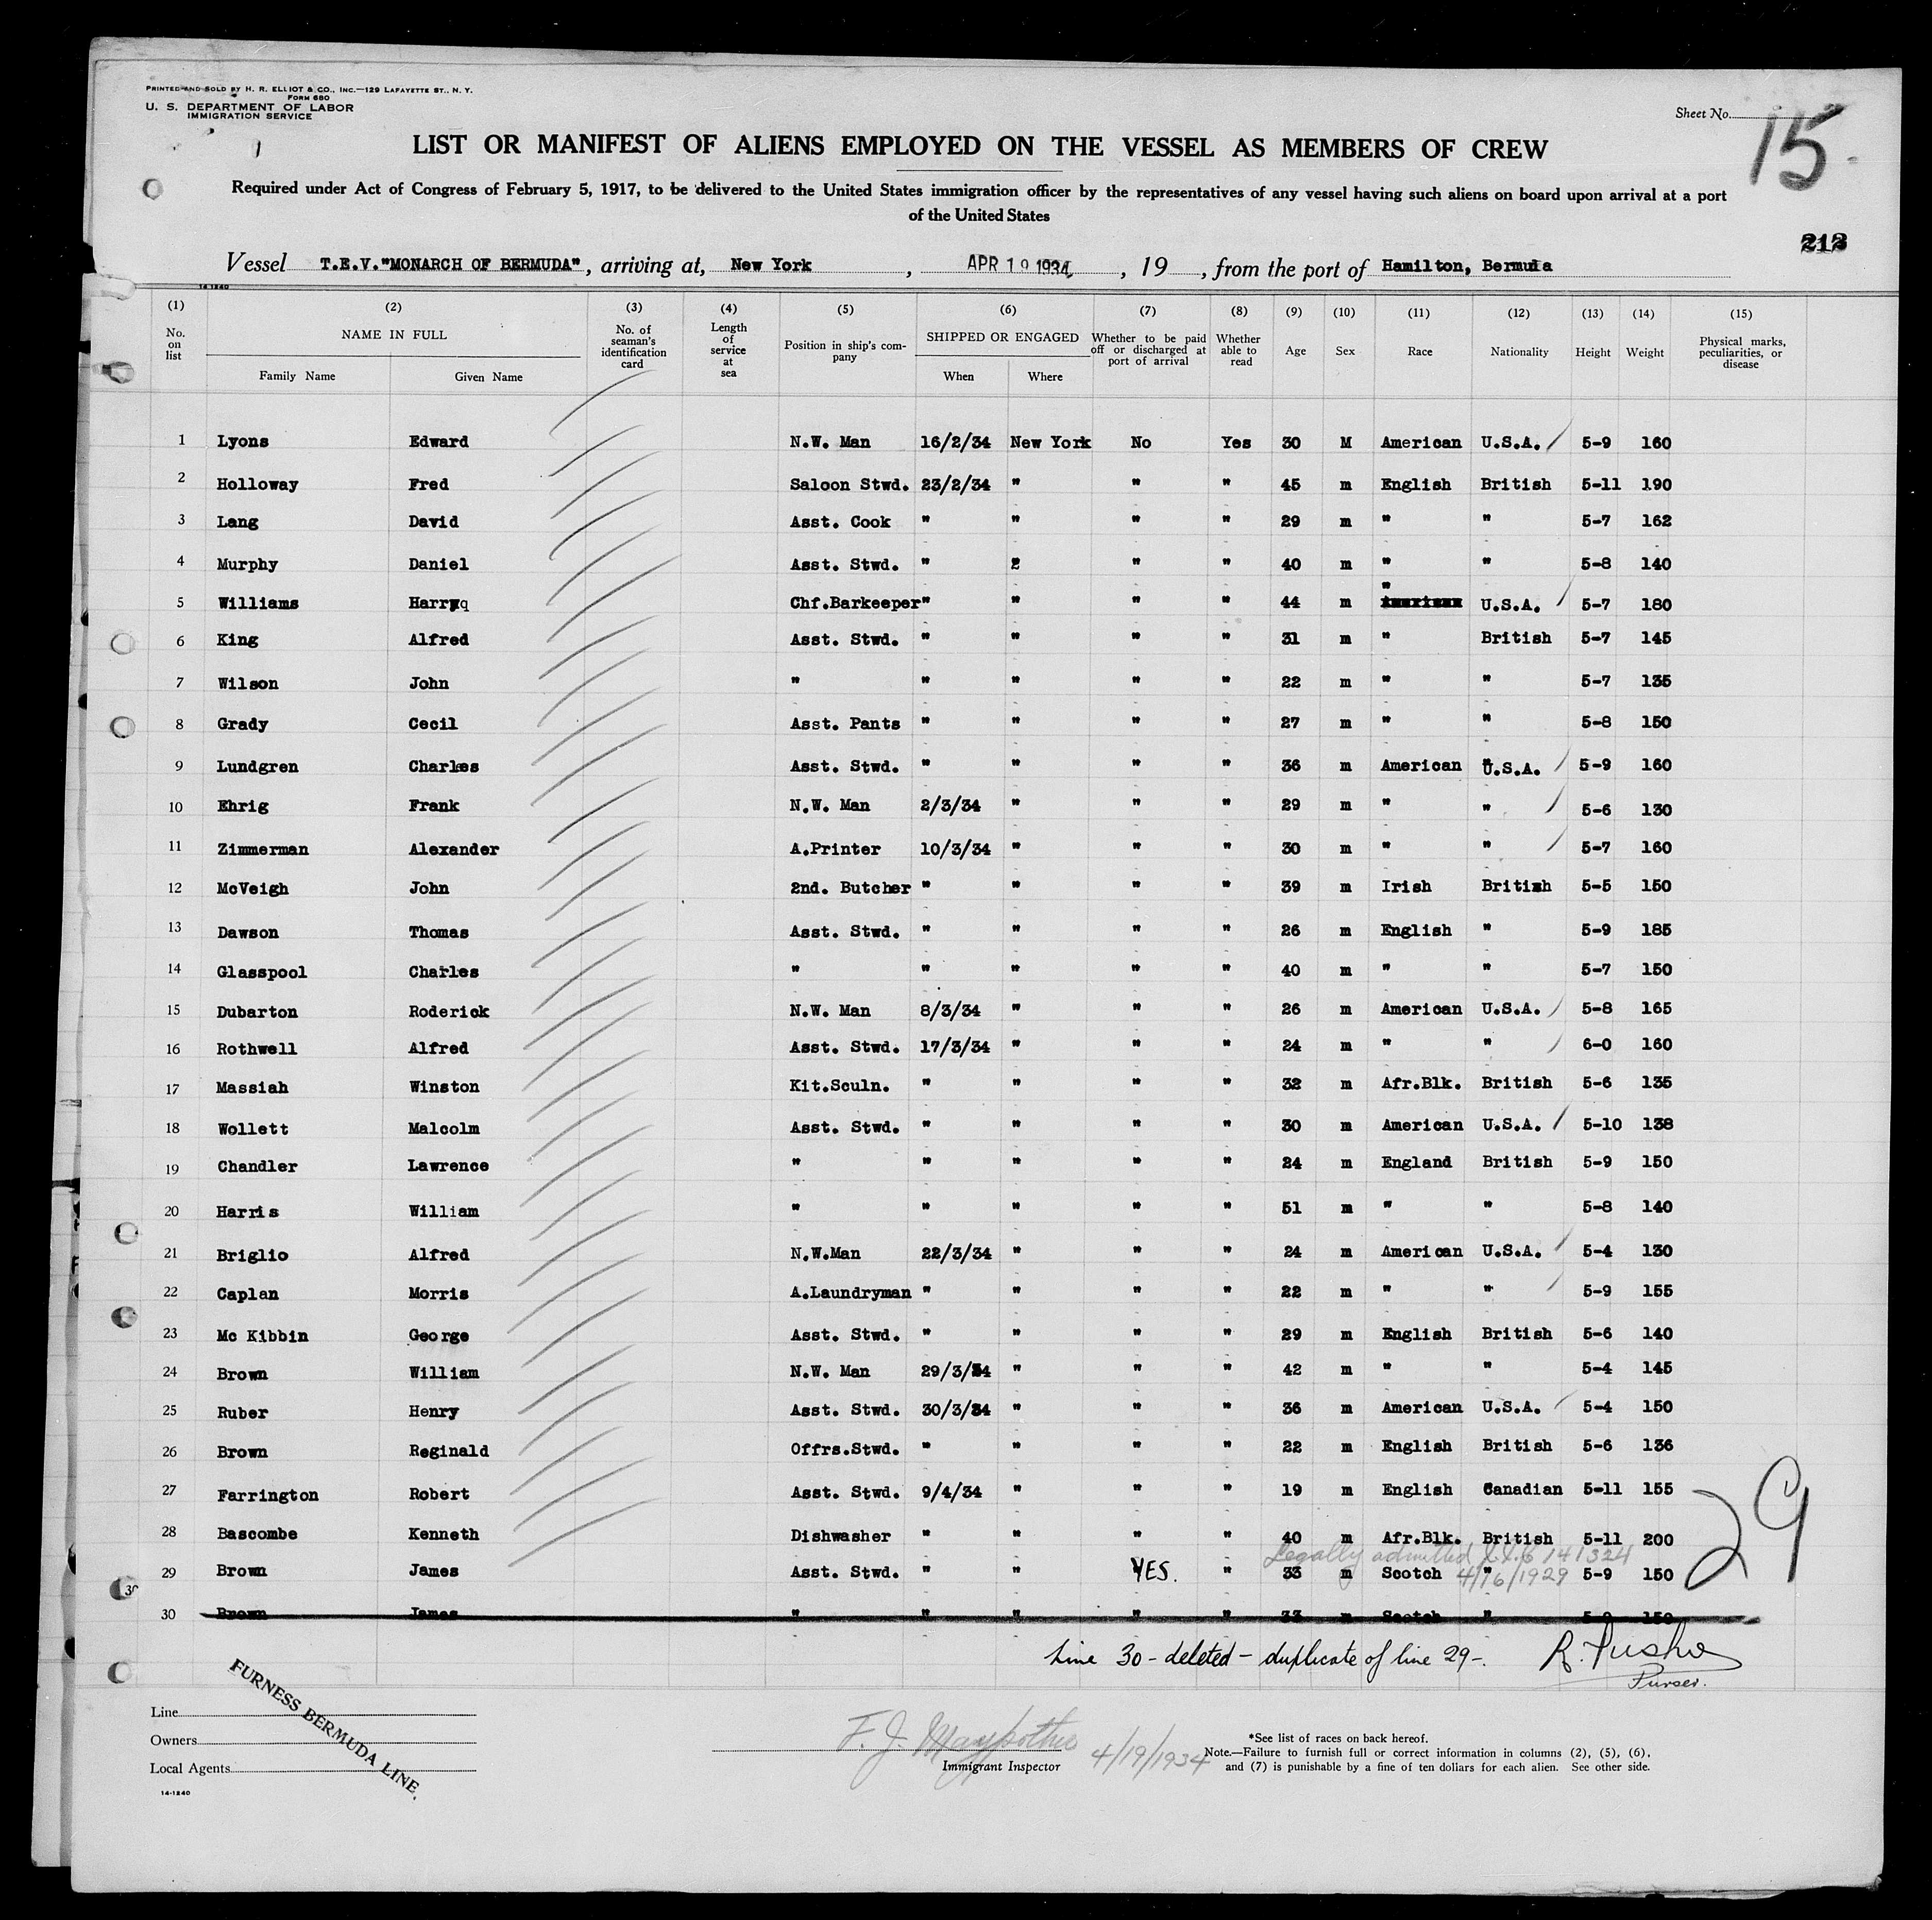 PRINTED AND SOLD BY H. R. ELLIOT & CO., INC.—129 LAFAYETTE ST., N. Y.
FORM 680
U. S. DEPARTMENT OF LABOR
IMMIGRATION SERVICE
Sheet No. 15
LIST OR MANIFEST OF ALIENS EMPLOYED ON THE VESSEL AS MEMBERS OF CREW
Required under Act of Congress of February 5, 1917, to be delivered to the United States immigration officer by the representatives of any vessel having such aliens on board upon arrival at a port
of the United States
Vessel T.E.V."MONARCH OF BERMUDA", arriving at, New York, APR 19 1934, 19, from the port of Hamilton, Bermuda
14-1240
(1) (2) (3) (4) (5) (6) (7) (8) (9) (10) (11) (12) (13) (14) (15)
No. on list NAME IN FULL Family Name Given Name No. of seaman's identification card Length of service at sea Position in ship's company SHIPPED OR ENGAGED When Where Whether to be paid off or discharged at port of arrival Whether able to read Age Sex Race Nationality Height Weight Physical marks, peculiarities, or disease
1 Lyons Edward N.W. Man 16/2/34 New York No Yes 30 M American U.S.A. 5-9 160
2 Holloway Fred Saloon Stwd. 23/2/34 " " " 45 m English British 5-11 190
3 Lang David Asst. Cook " " " " 29 m " " 5-7 162
4 Murphy Daniel Asst. Stwd. " 2 " " 40 m " " 5-8 140
5 Williams Harryq Chf.Barkeeper " " " " 44 m " American U.S.A. 5-7 180
6 King Alfred Asst. Stwd. " " " " 31 m " British 5-7 145
7 Wilson John " " " " " 22 m " " 5-7 135
8 Grady Cecil Asst. Pants " " " " 27 m " " 5-8 150
9 Lundgren Charles Asst. Stwd. " " " " 36 m American U.S.A. 5-9 160
10 Ehrig Frank N.W. Man 2/3/34 " " " 29 m " " 5-6 130
11 Zimmerman Alexander A.Printer 10/3/34 " " " 30 m " " 5-7 160
12 McVeigh John 2nd. Butcher " " " " 39 m Irish British 5-5 150
13 Dawson Thomas Asst. Stwd. " " " " 26 m English " 5-9 185
14 Glasspool Charles " " " " " 40 m " " 5-7 150
15 Dubarton Roderick N.W. Man 8/3/34 " " " 26 m American U.S.A. 5-8 165
16 Rothwell Alfred Asst. Stwd. 17/3/34 " " " 24 m " " 6-0 160
17 Massiah Winston Kit.Sculn. " " " " 32 m Afr.Blk. British 5-6 135
18 Wollett Malcolm Asst. Stwd. " " " " 30 m American U.S.A. 5-10 138
19 Chandler Lawrence " " " " " 24 m England British 5-9 150
20 Harris William " " " " " 51 m " " 5-8 140
21 Briglio Alfred N.W.Man 22/3/34 " " " 24 m American U.S.A. 5-4 130
22 Caplan Morris A.Laundryman " " " " 22 m " " 5-9 155
23 Mc Kibbin George Asst. Stwd. " " " " 29 m English British 5-6 140
24 Brown William N.W. Man 29/3/34 " " " 42 m " " 5-4 145
25 Ruber Henry Asst. Stwd. 30/3/34 " " " 36 m American U.S.A. 5-4 150
26 Brown Reginald Offrs.Stwd. " " " " 22 m English British 5-6 136
27 Farrington Robert Asst. Stwd. 9/4/34 " " " 19 m English Canadian 5-11 155
28 Bascombe Kenneth Dishwasher " " " " 40 m Afr.Blk. British 5-11 200
Legally admitted 141324
29 Brown James Asst. Stwd. " " YES. " 33 m Scotch " 4/16/1929 5-9 150
29
30 Brown James " " " " " 33 m Scotch " 5-9 150
Line 30 - deleted - duplicate of line 29 -.
Purser.
FURNESS BERMUDA LINE.
Line
Owners
Local Agents
14-1240
F. J.
Immigrant Inspector
4/19/1934
*See list of races on back hereof.
Note.—Failure to furnish full or correct information in columns (2), (5), (6),
and (7) is punishable by a fine of ten dollars for each alien. See other side.